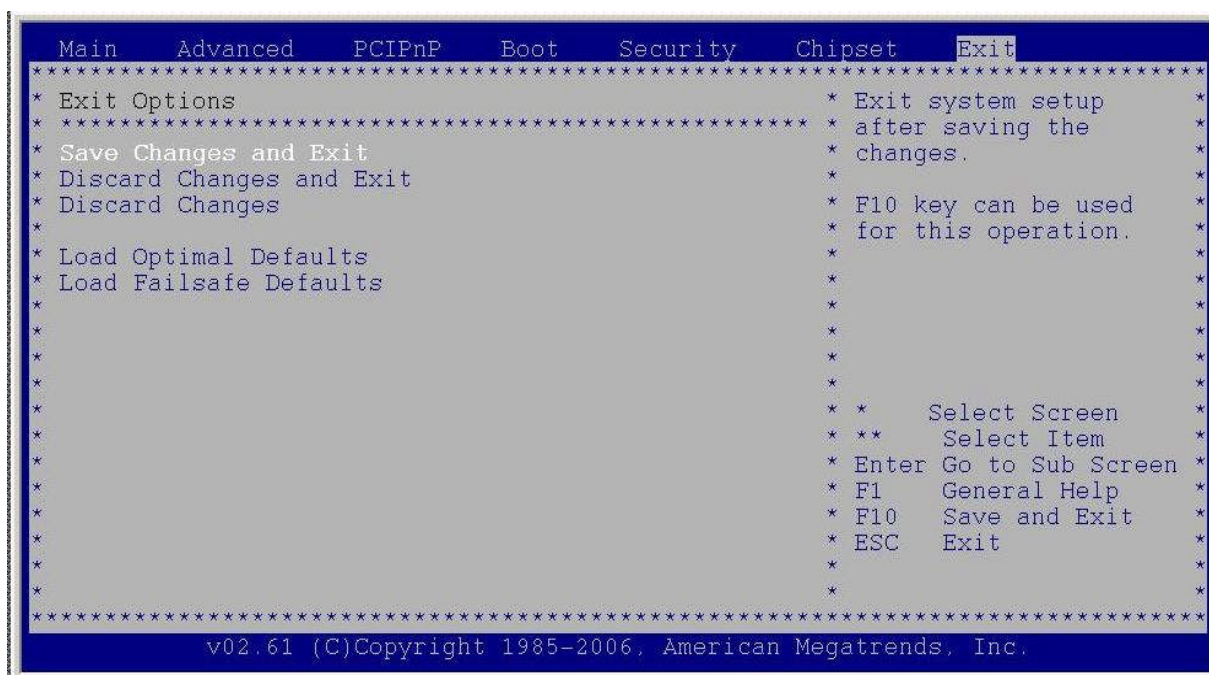 Main Advanced PCIPnP Boot Security Chipset Exit
********************************************************************************
* Exit Options * Exit system setup *
* *************************************************** * after saving the *
* Save Changes and Exit * changes. *
* Discard Changes and Exit * *
* Discard Changes * F10 key can be used *
* * for this operation. *
* Load Optimal Defaults * *
* Load Failsafe Defaults * *
* * *
* * *
* * *
* * *
* * * Select Screen *
* * ** Select Item *
* * Enter Go to Sub Screen *
* * F1 General Help *
* * F10 Save and Exit *
* * ESC Exit *
* * *
* * *
********************************************************************************
v02.61 (C)Copyright 1985-2006, American Megatrends, Inc.